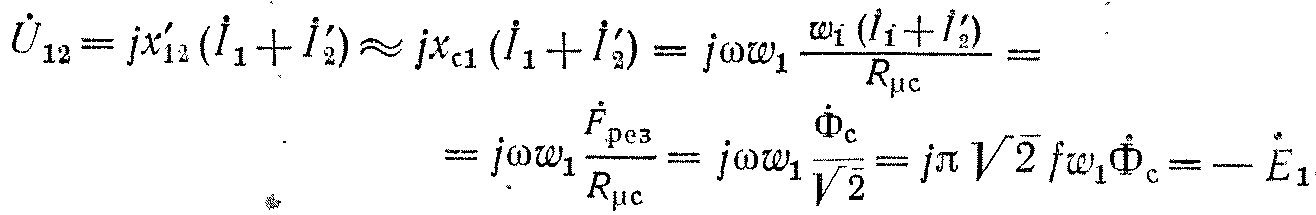 U̇₁₂ = jx′₁₂ (İ₁ + İ′₂) ≈ jx_c1 (İ₁ + İ′₂) = jωw₁ w₁ (İ₁ + İ′₂) / R_μc =
= jωw₁ Ḟ_рез / R_μc = jωw₁ Φ̇_c / √2 = jπ √2 fw₁Φ̇_c = − Ė₁